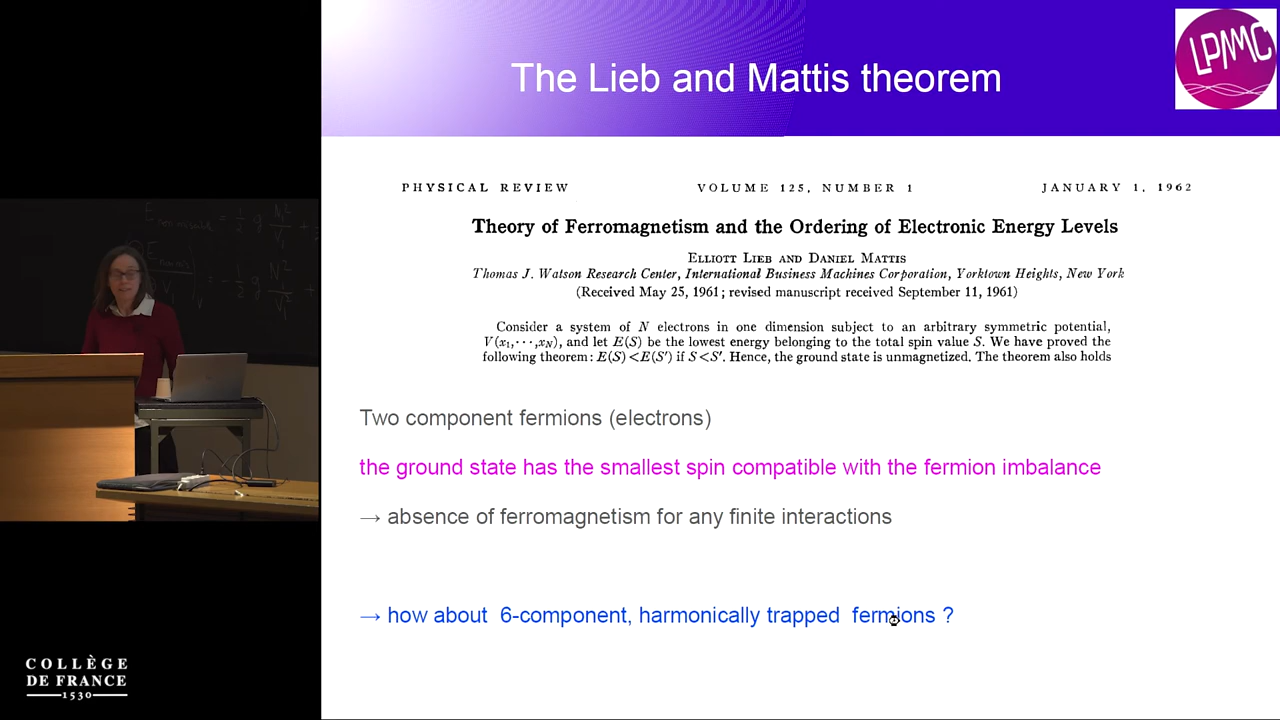 The Lieb and Mattis theorem
LPMMC
PHYSICAL REVIEW VOLUME 125, NUMBER 1 JANUARY 1, 1962
Theory of Ferromagnetism and the Ordering of Electronic Energy Levels
ELLIOTT LIEB AND DANIEL MATTIS
Thomas J. Watson Research Center, International Business Machines Corporation, Yorktown Heights, New York
(Received May 25, 1961; revised manuscript received September 11, 1961)
Consider a system of N electrons in one dimension subject to an arbitrary symmetric potential,
V(x₁,···,x_N), and let E(S) be the lowest energy belonging to the total spin value S. We have proved the
following theorem: E(S)<E(S′) if S<S′. Hence, the ground state is unmagnetized. The theorem also holds
Two component fermions (electrons)
the ground state has the smallest spin compatible with the fermion imbalance
→ absence of ferromagnetism for any finite interactions
→ how about 6-component, harmonically trapped fermions ?
COLLÈGE
DE FRANCE
1530